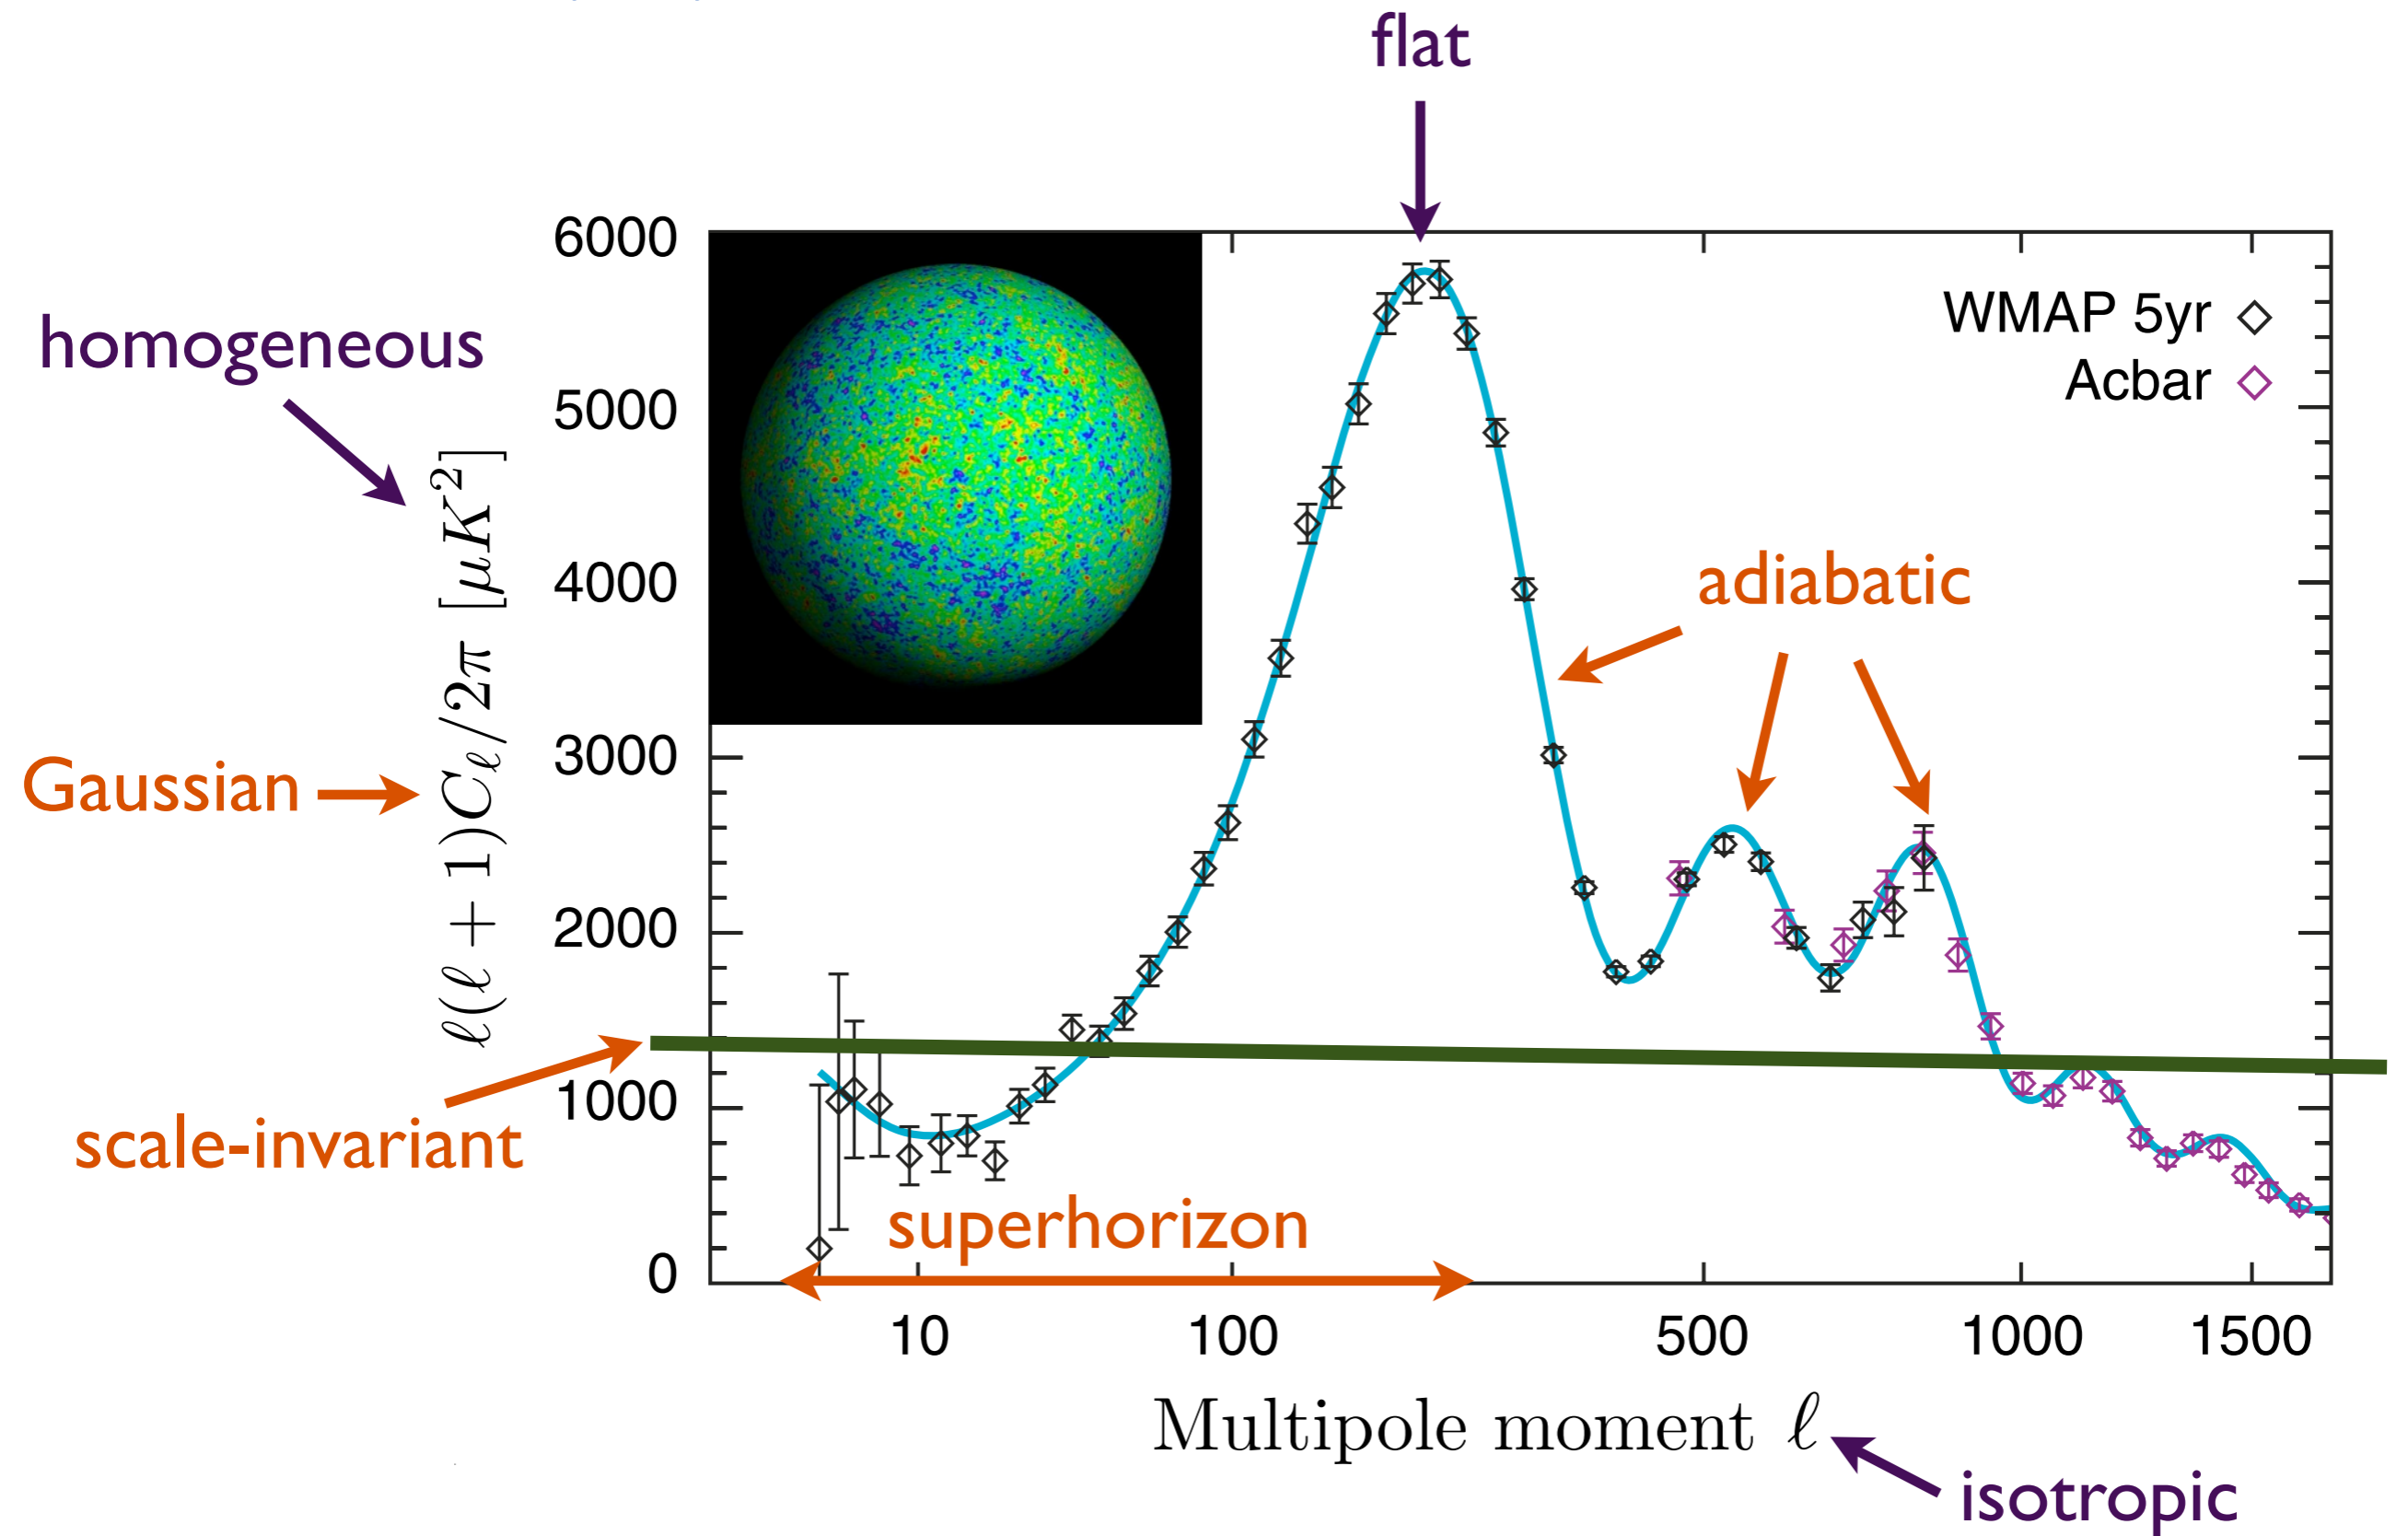 flat
6000
5000
4000
3000
2000
1000
0
homogeneous
Gaussian
scale-invariant
ℓ(ℓ + 1)Cℓ/2π [μK²]
WMAP 5yr
Acbar
adiabatic
superhorizon
10 100 500 1000 1500
Multipole moment ℓ
isotropic